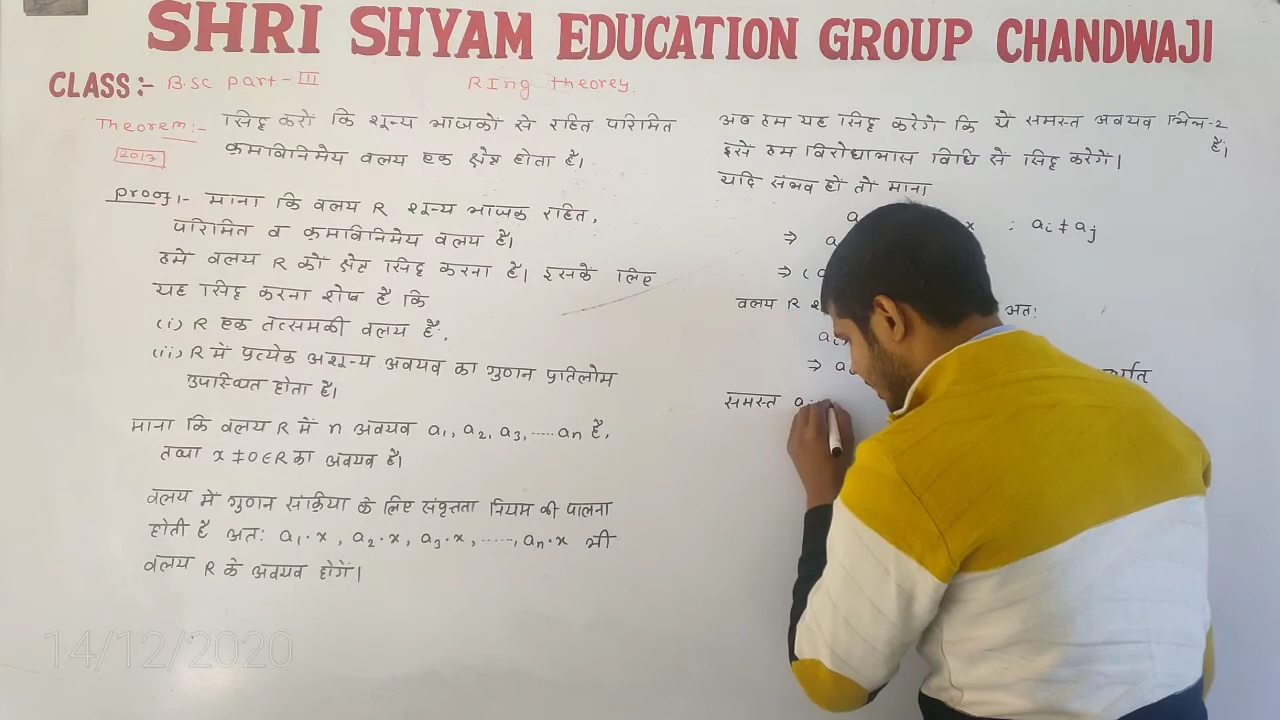 SHRI SHYAM EDUCATION GROUP CHANDWAJI
CLASS:- B.sc part-III
RIng theorey.
Theorem:- सिद्ध करो कि शून्य भाजकों से रहित परिमित
2017
क्रमविनिमेय वलय एक क्षेत्र होता है।
proof:- माना कि वलय R शून्य भाजक रहित,
परिमित व क्रमविनिमेय वलय है।
हमे वलय R को क्षेत्र सिद्ध करना है। इसके लिए
यह सिद्ध करना शेष है कि
(i) R एक तत्समकी वलय है,
(ii) R में प्रत्येक अशून्य अवयव का गुणन प्रतिलोम
उपस्थित होता है।
माना कि वलय R में n अवयव a₁, a₂, a₃, ..... aₙ है,
तथा x ≠ 0 ∈ R का अवयव है।
वलय में गुणन संक्रिया के लिए संवृत्तता नियम की पालना
होती है अतः a₁·x, a₂·x, a₃·x, ......, aₙ·x भी
वलय R के अवयव होगें।
अब हम यह सिद्ध करेगें कि ये समस्त अवयव भिन्न-2
है।
इसे हम विरोधाभास विधि से सिद्ध करेगें।
यदि संभव हों तो माना
a x ; aᵢ ≠ aⱼ
⇒ a
⇒ (
वलय R अतः
a
⇒ a
समस्त a
14/12/2020